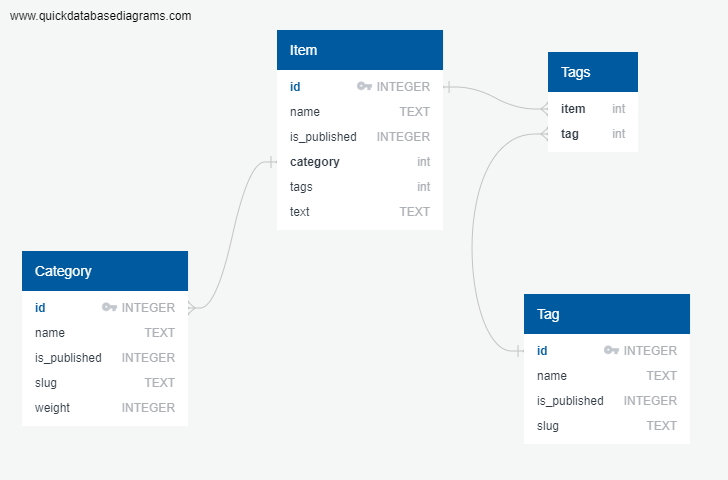 www.quickdatabasediagrams.com
Item
id INTEGER
name TEXT
is_published INTEGER
category int
tags int
text TEXT
Tags
item int
tag int
Category
id INTEGER
name TEXT
is_published INTEGER
slug TEXT
weight INTEGER
Tag
id INTEGER
name TEXT
is_published INTEGER
slug TEXT